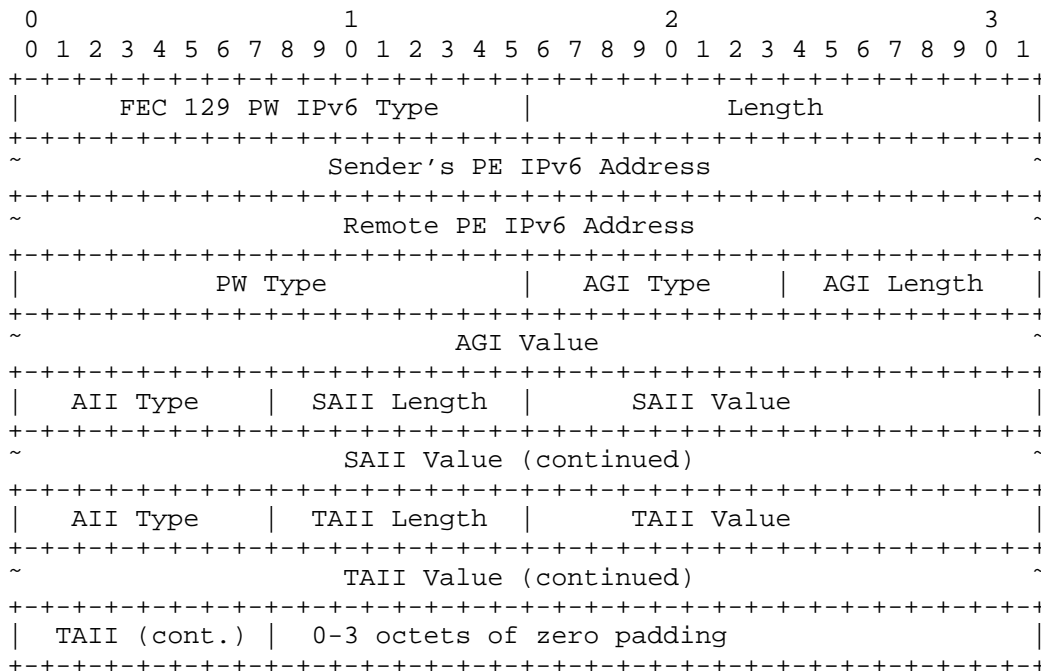 0                   1                   2                   3
 0 1 2 3 4 5 6 7 8 9 0 1 2 3 4 5 6 7 8 9 0 1 2 3 4 5 6 7 8 9 0 1
+-+-+-+-+-+-+-+-+-+-+-+-+-+-+-+-+-+-+-+-+-+-+-+-+-+-+-+-+-+-+-+-+
|      FEC 129 PW IPv6 Type     |            Length             |
+-+-+-+-+-+-+-+-+-+-+-+-+-+-+-+-+-+-+-+-+-+-+-+-+-+-+-+-+-+-+-+-+
~                   Sender's PE IPv6 Address                    ~
+-+-+-+-+-+-+-+-+-+-+-+-+-+-+-+-+-+-+-+-+-+-+-+-+-+-+-+-+-+-+-+-+
~                    Remote PE IPv6 Address                     ~
+-+-+-+-+-+-+-+-+-+-+-+-+-+-+-+-+-+-+-+-+-+-+-+-+-+-+-+-+-+-+-+-+
|            PW Type            |   AGI Type    |  AGI Length   |
+-+-+-+-+-+-+-+-+-+-+-+-+-+-+-+-+-+-+-+-+-+-+-+-+-+-+-+-+-+-+-+-+
~                           AGI Value                           ~
+-+-+-+-+-+-+-+-+-+-+-+-+-+-+-+-+-+-+-+-+-+-+-+-+-+-+-+-+-+-+-+-+
|   AII Type    |  SAII Length  |      SAII Value               |
+-+-+-+-+-+-+-+-+-+-+-+-+-+-+-+-+-+-+-+-+-+-+-+-+-+-+-+-+-+-+-+-+
~                    SAII Value (continued)                     ~
+-+-+-+-+-+-+-+-+-+-+-+-+-+-+-+-+-+-+-+-+-+-+-+-+-+-+-+-+-+-+-+-+
|   AII Type    |  TAII Length  |      TAII Value               |
+-+-+-+-+-+-+-+-+-+-+-+-+-+-+-+-+-+-+-+-+-+-+-+-+-+-+-+-+-+-+-+-+
~                    TAII Value (continued)                     ~
+-+-+-+-+-+-+-+-+-+-+-+-+-+-+-+-+-+-+-+-+-+-+-+-+-+-+-+-+-+-+-+-+
|  TAII (cont.) |  0-3 octets of zero padding                   |
+-+-+-+-+-+-+-+-+-+-+-+-+-+-+-+-+-+-+-+-+-+-+-+-+-+-+-+-+-+-+-+-+